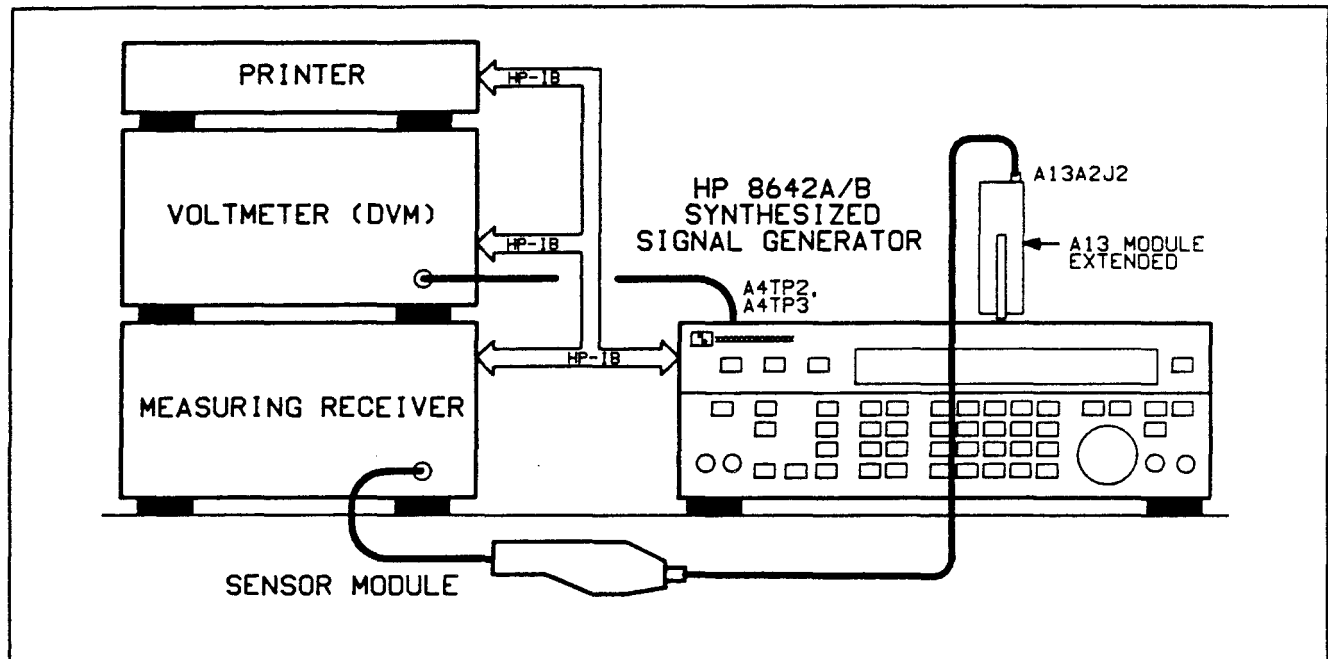 PRINTER
HP-IB
VOLTMETER (DVM)
HP-IB
HP 8642A/B
SYNTHESIZED
SIGNAL GENERATOR
A13A2J2
A13 MODULE
EXTENDED
A4TP2,
A4TP3
HP-IB
MEASURING RECEIVER
SENSOR MODULE